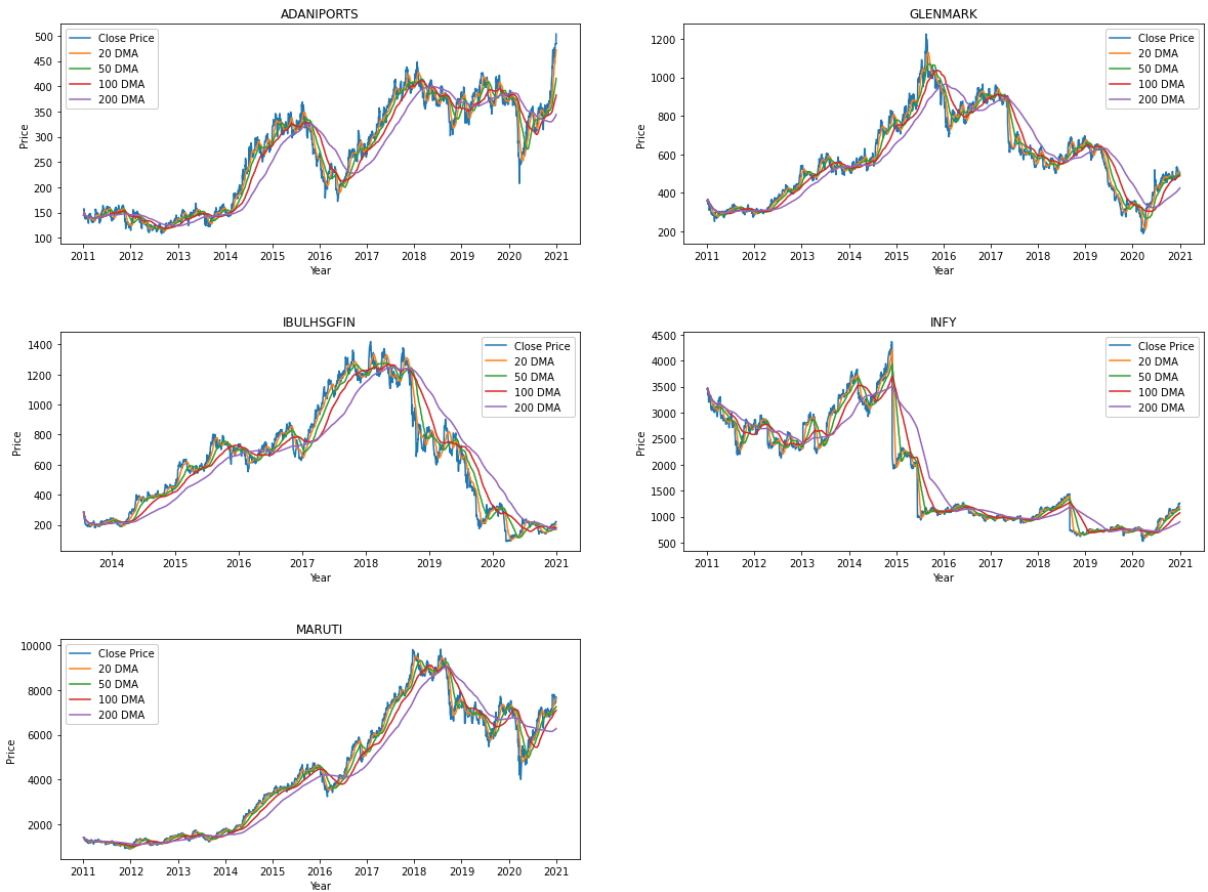 ADANIPORTS
Price
500
450
400
350
300
250
200
150
100
Close Price
20 DMA
50 DMA
100 DMA
200 DMA
2011 2012 2013 2014 2015 2016 2017 2018 2019 2020 2021
Year
GLENMARK
Price
1200
1000
800
600
400
200
Close Price
20 DMA
50 DMA
100 DMA
200 DMA
2011 2012 2013 2014 2015 2016 2017 2018 2019 2020 2021
Year
IBULHSGFIN
Price
1400
1200
1000
800
600
400
200
Close Price
20 DMA
50 DMA
100 DMA
200 DMA
2014 2015 2016 2017 2018 2019 2020 2021
Year
INFY
Price
4500
4000
3500
3000
2500
2000
1500
1000
500
Close Price
20 DMA
50 DMA
100 DMA
200 DMA
2011 2012 2013 2014 2015 2016 2017 2018 2019 2020 2021
Year
MARUTI
Price
10000
8000
6000
4000
2000
Close Price
20 DMA
50 DMA
100 DMA
200 DMA
2011 2012 2013 2014 2015 2016 2017 2018 2019 2020 2021
Year